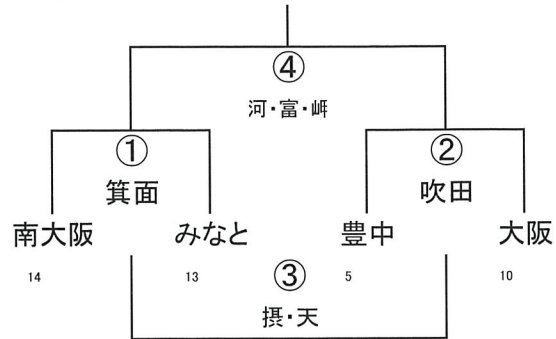 ④
河・富・岬
① ②
箕面 吹田
南大阪 みなと 豊中 大阪
14 13 ③ 5 10
摂・天